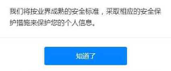 我们将按业界成熟的安全标准，采取相应的安全保
护措施来保护您的个人信息。
知道了